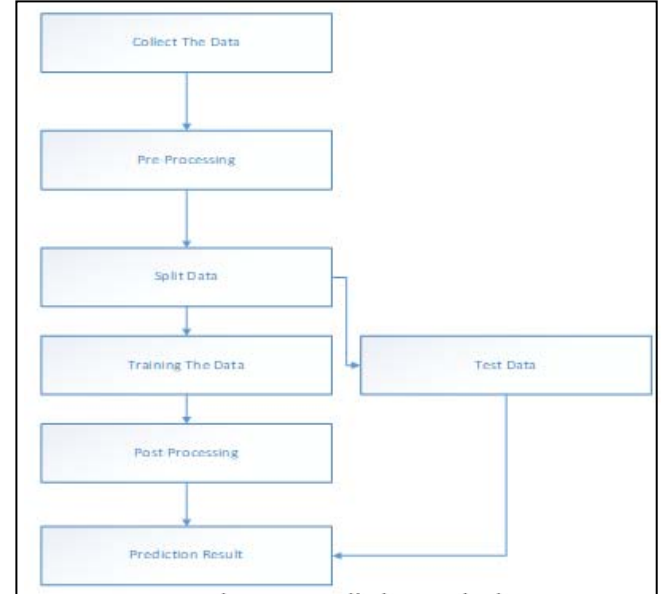 Collect The Data
Pre-Processing
Split Data
Training The Data
Test Data
Post Processing
Prediction Result